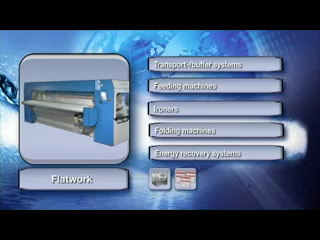 Transport-/buffer systems
Feeding machines
Ironers
Folding machines
Energy recovery systems
Flatwork